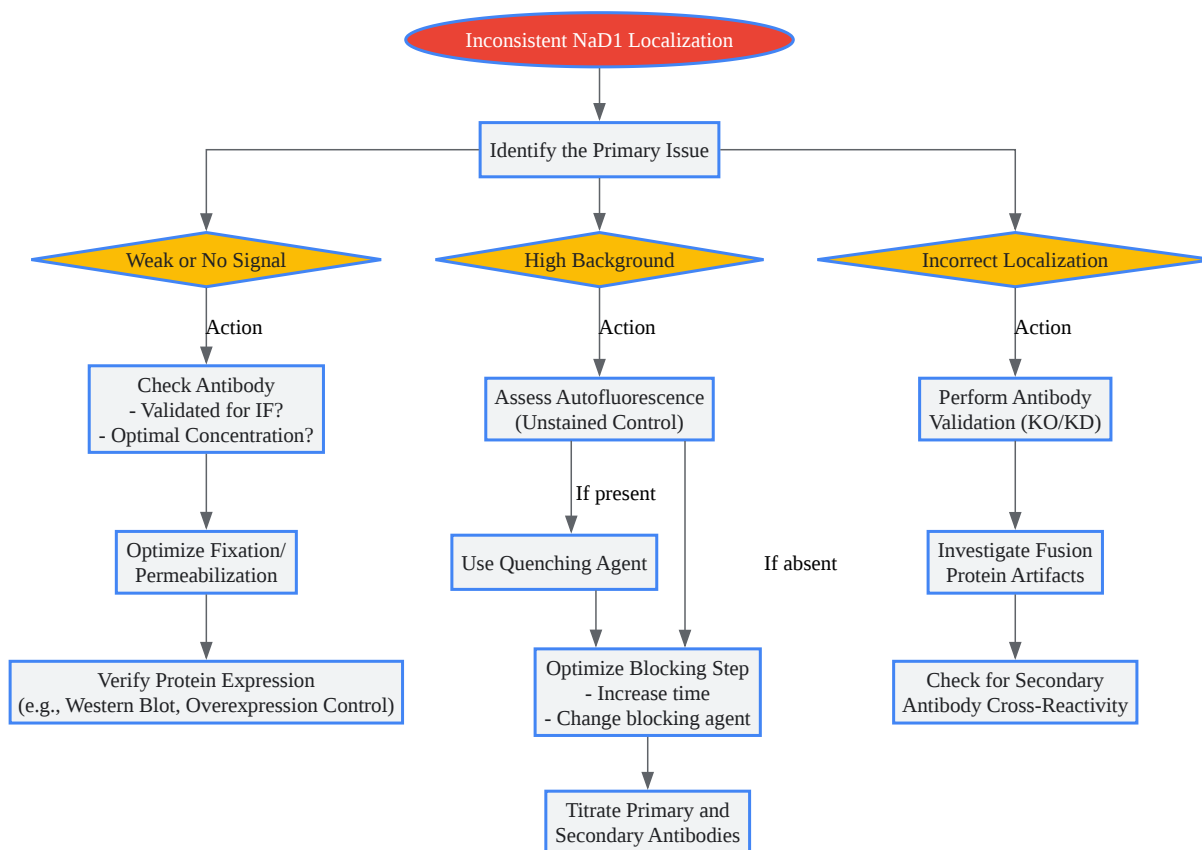 Inconsistent NaD1 Localization
Identify the Primary Issue
Weak or No Signal
High Background
Incorrect Localization
Action
Action
Action
Check Antibody
- Validated for IF?
- Optimal Concentration?
Assess Autofluorescence
(Unstained Control)
Perform Antibody
Validation (KO/KD)
If present
Optimize Fixation/
Permeabilization
Use Quenching Agent
If absent
Investigate Fusion
Protein Artifacts
Verify Protein Expression
(e.g., Western Blot, Overexpression Control)
Optimize Blocking Step
- Increase time
- Change blocking agent
Check for Secondary
Antibody Cross-Reactivity
Titrate Primary and
Secondary Antibodies